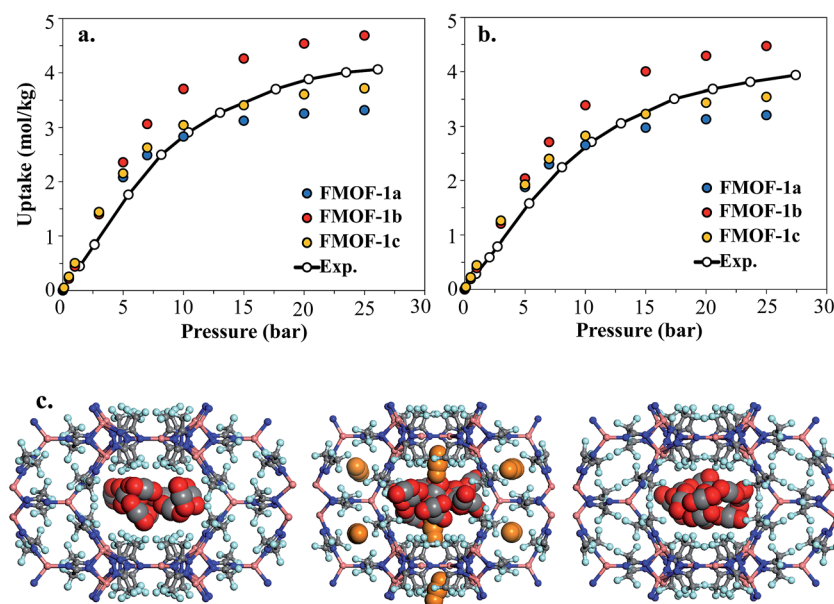 a.
Uptake (mol/kg)
5
4
3
2
1
0
FMOF-1a
FMOF-1b
FMOF-1c
Exp.
0 5 10 15 20 25 30
Pressure (bar)
b.
5
4
3
2
1
0
FMOF-1a
FMOF-1b
FMOF-1c
Exp.
0 5 10 15 20 25 30
Pressure (bar)
c.